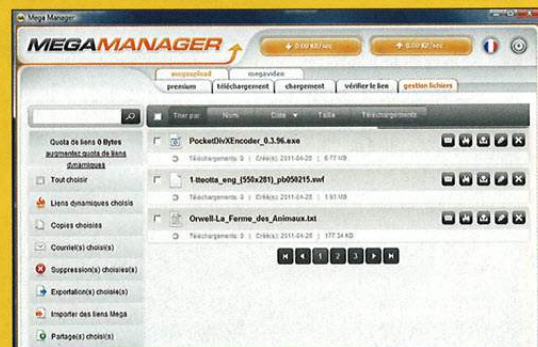 Mega Manager
MEGAMANAGER
0.00 KB/sec
0.00 KB/sec
megaupload
megavideo
premium
téléchargement
chargement
vérifier le lien
gestion fichiers
Trier par
Nom
Date
Taille
Téléchargements
Quota de liens 0 Bytes
augmentez quota de liens
dynamiques
Tout choisir
Liens dynamiques choisis
Copies choisies
Courriel(s) choisi(s)
Suppression(s) choisies(s)
Exportation(s) choisie(s)
Importer des liens Mega
Partage(s) choisi(s)
PocketDivXEncoder_0.3.96.exe
Téléchargements: 0 | Créé(e): 2011-04-28 | 6.77 MB
1-tteotta_eng_(550x281)_pb050215.swf
Téléchargements: 0 | Créé(e): 2011-04-28 | 1.93 MB
Orwell-La_Ferme_des_Animaux.txt
Téléchargements: 0 | Créé(e): 2011-04-28 | 177.34 KB
1 2 3